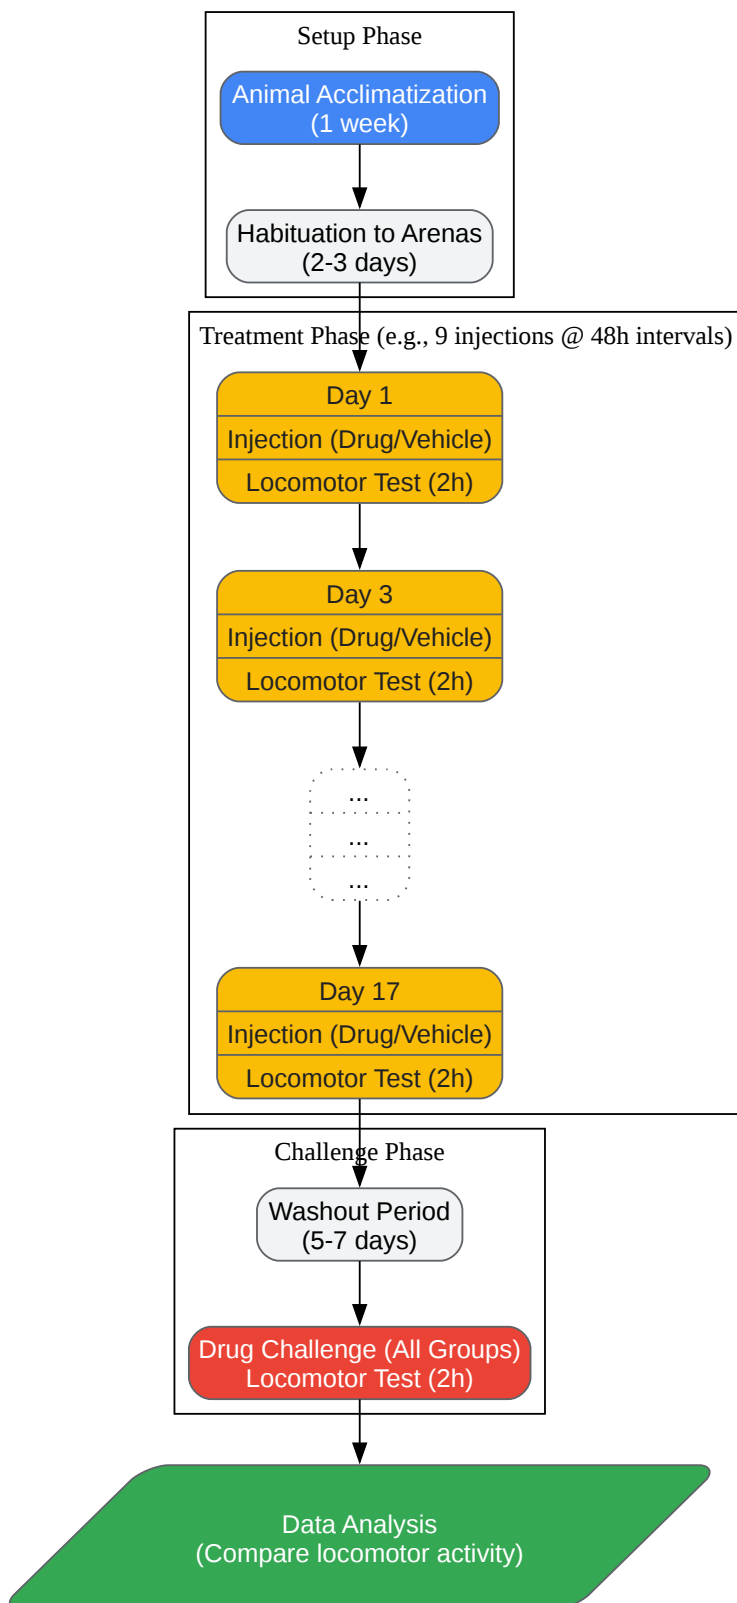 Setup Phase
Animal Acclimatization
(1 week)
Habituation to Arenas
(2-3 days)
Treatment Phase (e.g., 9 injections @ 48h intervals)
Day 1
Injection (Drug/Vehicle)
Locomotor Test (2h)
Day 3
Injection (Drug/Vehicle)
Locomotor Test (2h)
...
...
...
Day 17
Injection (Drug/Vehicle)
Locomotor Test (2h)
Challenge Phase
Washout Period
(5-7 days)
Drug Challenge (All Groups)
Locomotor Test (2h)
Data Analysis
(Compare locomotor activity)